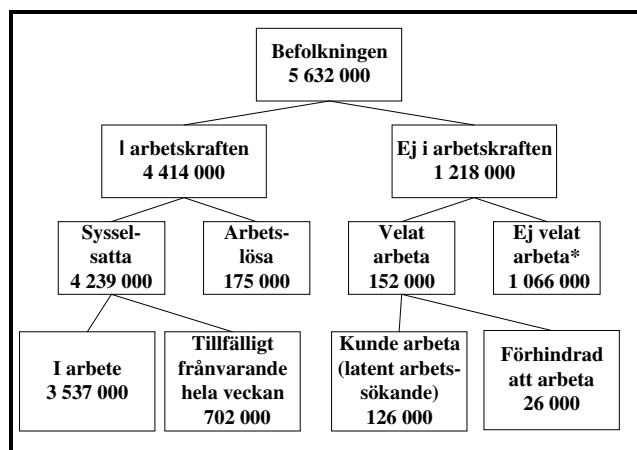 Befolkningen
5 632 000
I arbetskraften
4 414 000
Ej i arbetskraften
1 218 000
Syssel-
satta
4 239 000
Arbets-
lösa
175 000
Velat
arbeta
152 000
Ej velat
arbeta*
1 066 000
I arbete
3 537 000
Tillfälligt
frånvarande
hela veckan
702 000
Kunde arbeta
(latent arbets-
sökande)
126 000
Förhindrad
att arbeta
26 000